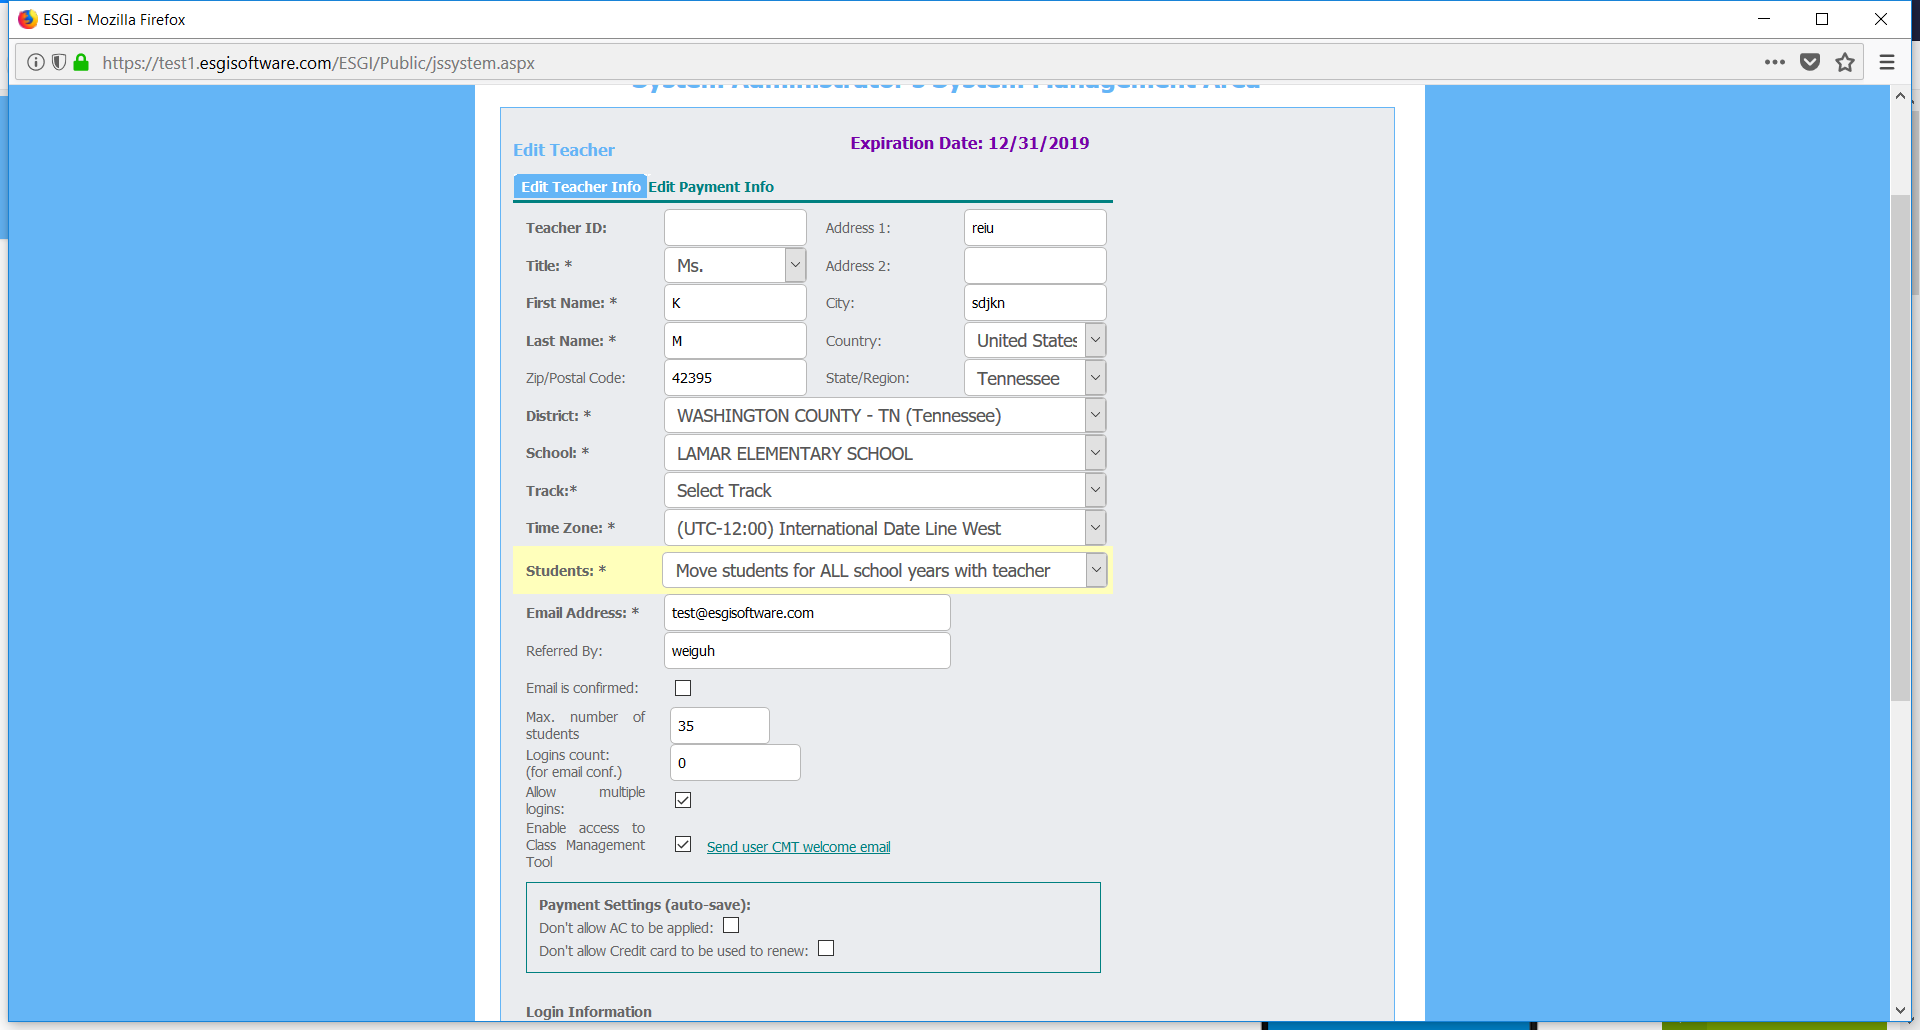 ESGI - Mozilla Firefox
https://test1.esgisoftware.com/ESGI/Public/jssystem.aspx
System Administrator's System Management Area
Expiration Date: 12/31/2019
Edit Teacher
Edit Teacher Info Edit Payment Info
Teacher ID: Address 1: reiu
Title: * Ms. Address 2:
First Name: * K City: sdjkn
Last Name: * M Country: United States
Zip/Postal Code: 42395 State/Region: Tennessee
District: * WASHINGTON COUNTY - TN (Tennessee)
School: * LAMAR ELEMENTARY SCHOOL
Track:* Select Track
Time Zone: * (UTC-12:00) International Date Line West
Students: * Move students for ALL school years with teacher
Email Address: * test@esgisoftware.com
Referred By: weiguh
Email is confirmed:
Max. number of
students
35
Logins count:
(for email conf.)
0
Allow multiple
logins:
Enable access to
Class Management
Tool
Send user CMT welcome email
Payment Settings (auto-save):
Don't allow AC to be applied:
Don't allow Credit card to be used to renew:
Login Information